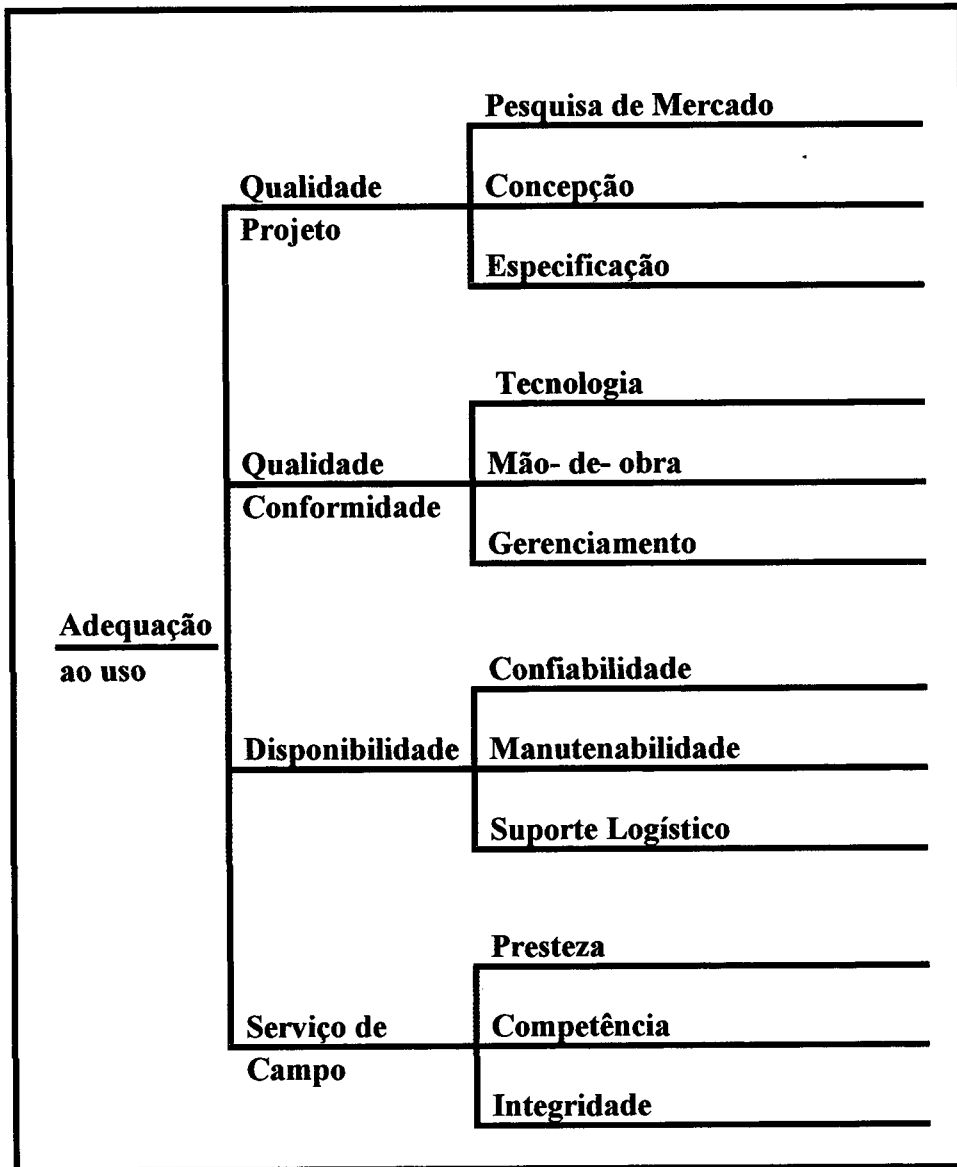 Pesquisa de Mercado
Qualidade
Projeto
Concepção
Especificação
Tecnologia
Qualidade
Conformidade
Mão- de- obra
Gerenciamento
Adequação
ao uso
Confiabilidade
Disponibilidade
Manutenabilidade
Suporte Logístico
Presteza
Serviço de
Campo
Competência
Integridade